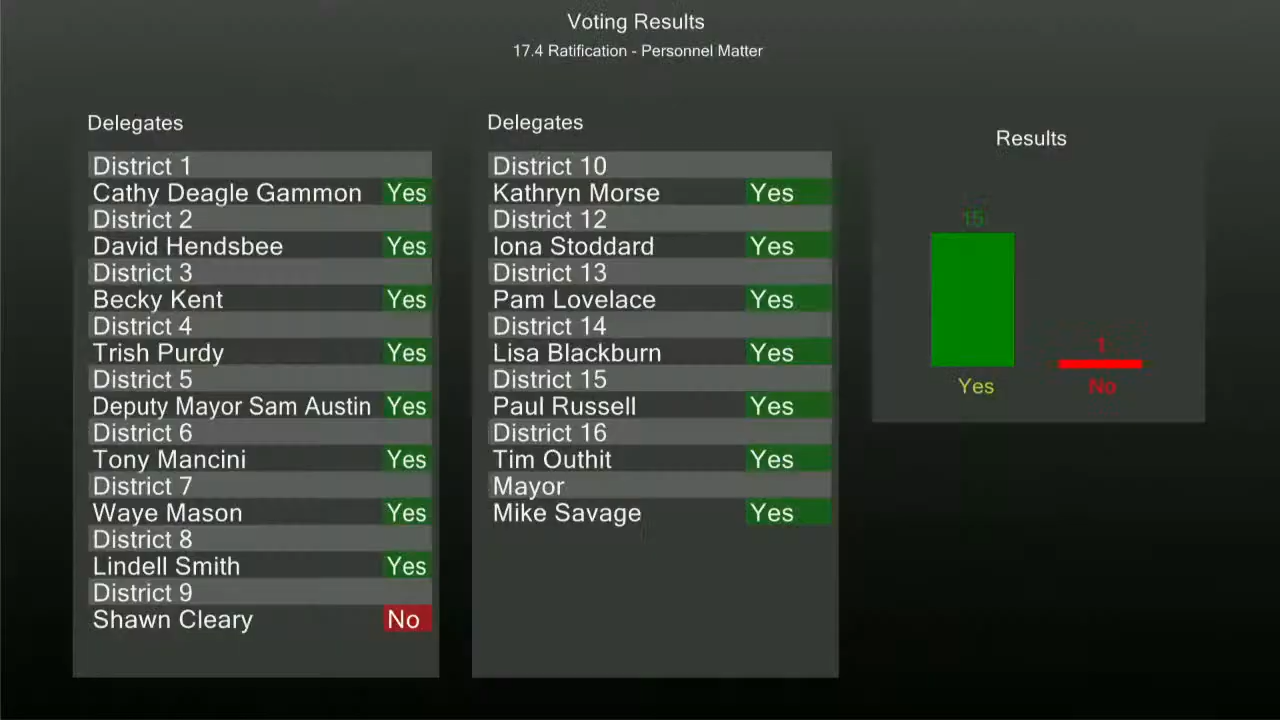 Voting Results
17.4 Ratification - Personnel Matter
Delegates
District 1
Cathy Deagle Gammon Yes
District 2
David Hendsbee Yes
District 3
Becky Kent Yes
District 4
Trish Purdy Yes
District 5
Deputy Mayor Sam Austin Yes
District 6
Tony Mancini Yes
District 7
Waye Mason Yes
District 8
Lindell Smith Yes
District 9
Shawn Cleary No
Delegates
District 10
Kathryn Morse Yes
District 12
Iona Stoddard Yes
District 13
Pam Lovelace Yes
District 14
Lisa Blackburn Yes
District 15
Paul Russell Yes
District 16
Tim Outhit Yes
Mayor
Mike Savage Yes
Results
15
1
Yes No